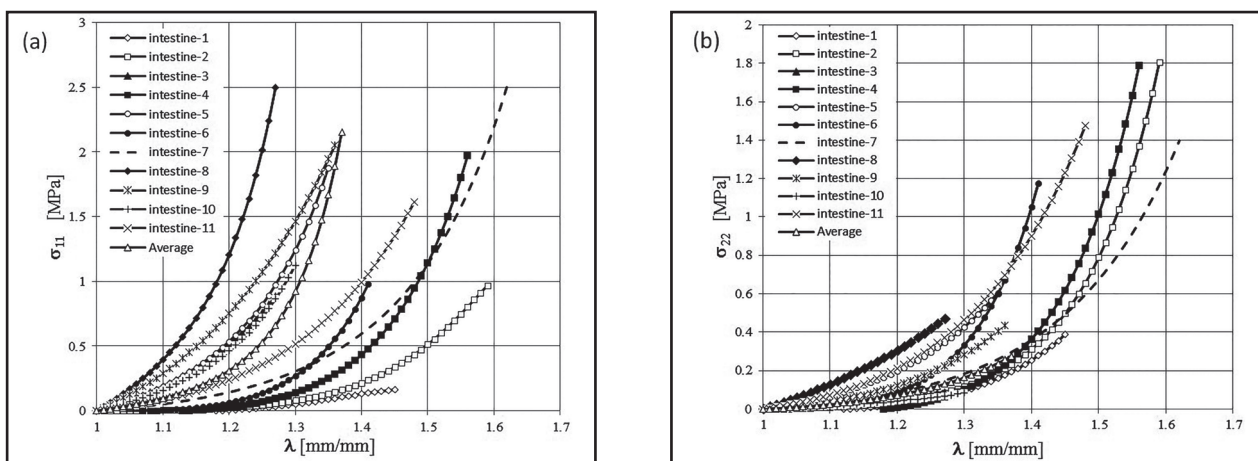 (a)
3
2.5
2
1.5
1
0.5
0
σ11 [MPa]
intestine-1
intestine-2
intestine-3
intestine-4
intestine-5
intestine-6
intestine-7
intestine-8
intestine-9
intestine-10
intestine-11
Average
1 1.1 1.2 1.3 1.4 1.5 1.6 1.7
λ [mm/mm]
(b)
2
1.8
1.6
1.4
1.2
1
0.8
0.6
0.4
0.2
0
σ22 [MPa]
intestine-1
intestine-2
intestine-3
intestine-4
intestine-5
intestine-6
intestine-7
intestine-8
intestine-9
intestine-10
intestine-11
Average
1 1.1 1.2 1.3 1.4 1.5 1.6 1.7
λ [mm/mm]